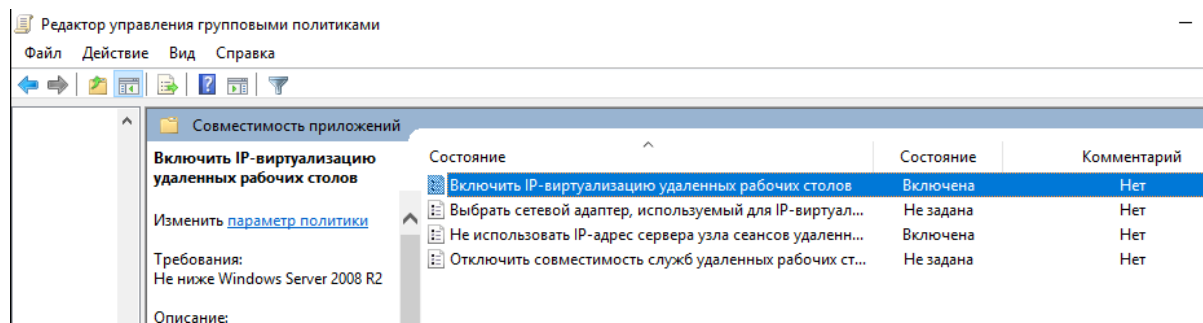 Редактор управления групповыми политиками
Файл Действие Вид Справка
Совместимость приложений
Включить IP-виртуализацию удаленных рабочих столов
Изменить параметр политики
Требования:
Не ниже Windows Server 2008 R2
Описание:
Состояние Состояние Комментарий
Включить IP-виртуализацию удаленных рабочих столов Включена Нет
Выбрать сетевой адаптер, используемый для IP-виртуал... Не задана Нет
Не использовать IP-адрес сервера узла сеансов удаленн... Включена Нет
Отключить совместимость служб удаленных рабочих ст... Не задана Нет